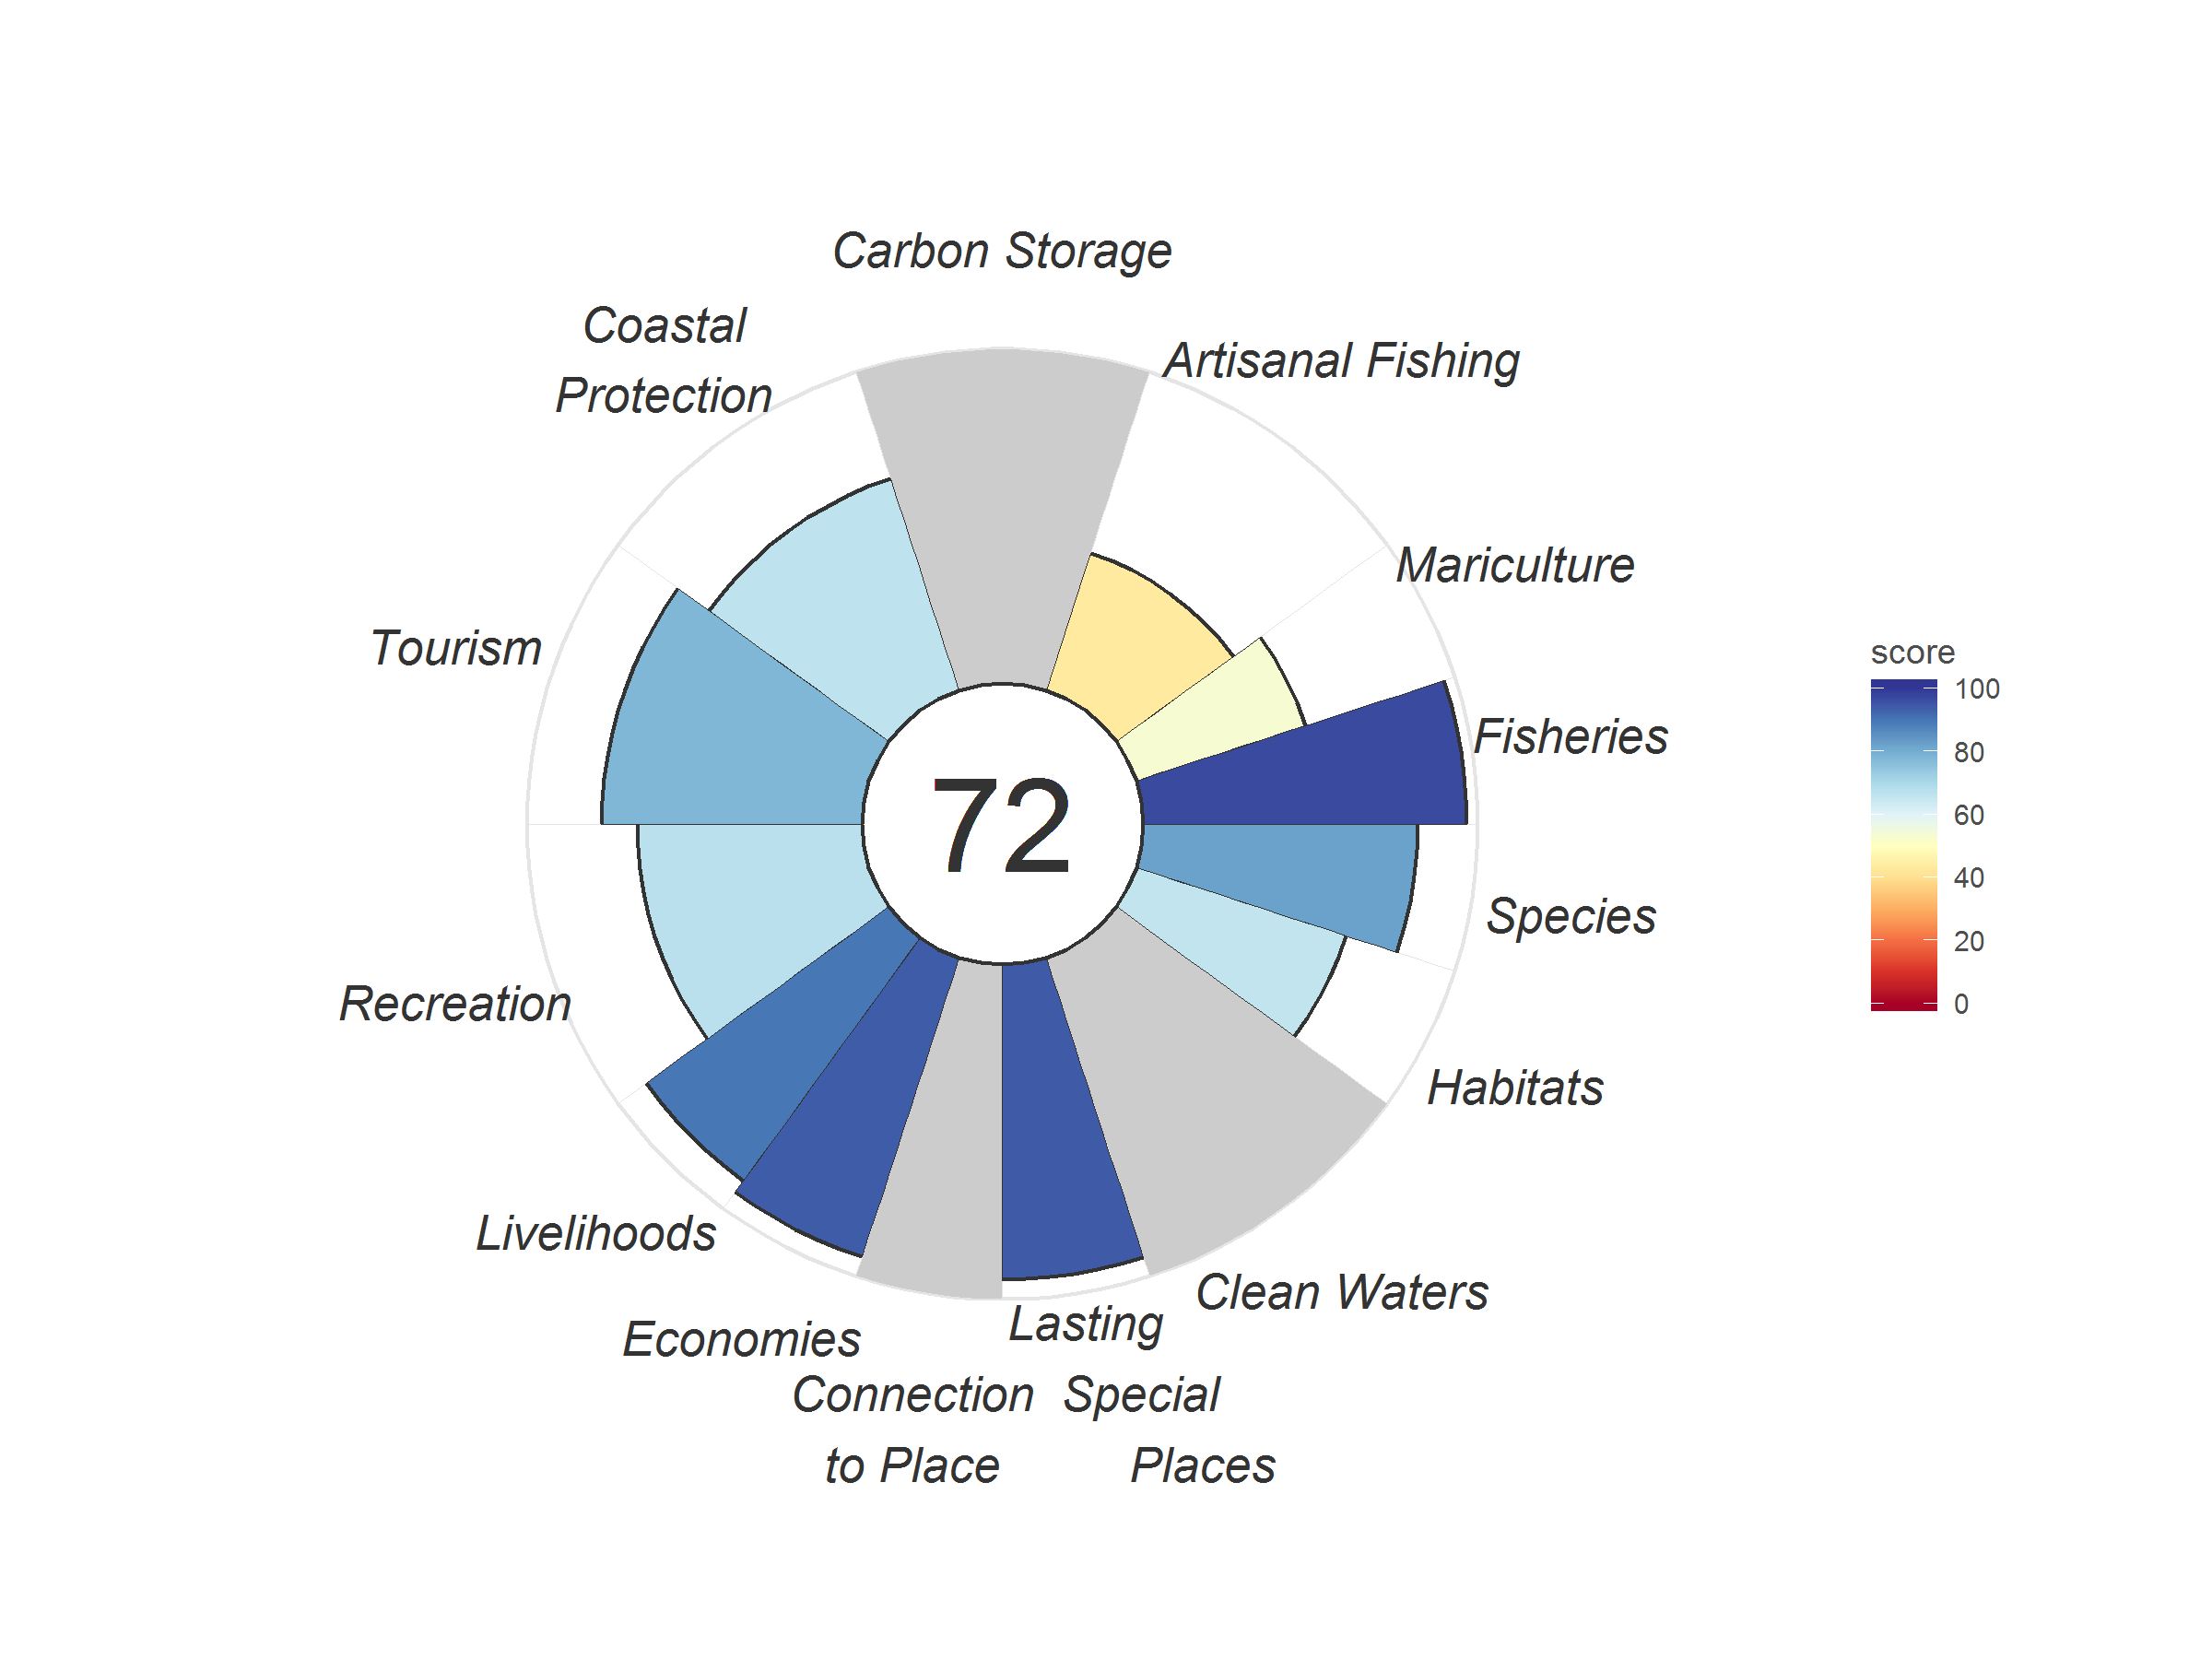 Carbon Storage
Coastal
Protection
Artisanal Fishing
Mariculture
Tourism
Fisheries
72
Species
Recreation
Habitats
Livelihoods
Clean Waters
Economies
Lasting
Special
Places
Connection
to Place
score
100
80
60
40
20
0